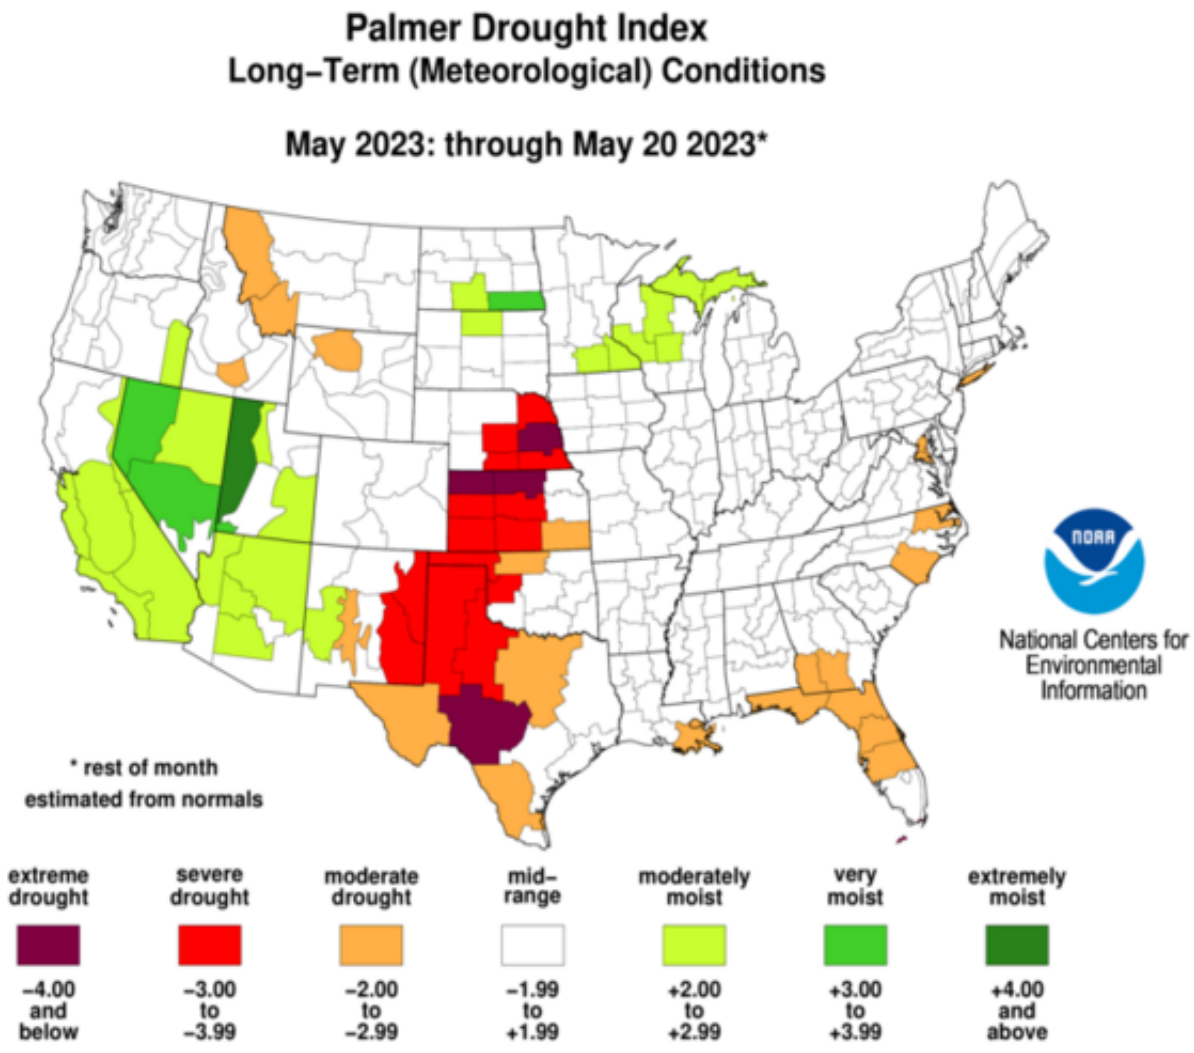 Palmer Drought Index
Long–Term (Meteorological) Conditions
May 2023: through May 20 2023*
NOAA
National Centers for
Environmental
Information
* rest of month
estimated from normals
extreme drought
severe drought
moderate drought
mid– range
moderately moist
very moist
extremely moist
−4.00 and below
−3.00 to −3.99
−2.00 to −2.99
−1.99 to +1.99
+2.00 to +2.99
+3.00 to +3.99
+4.00 and above